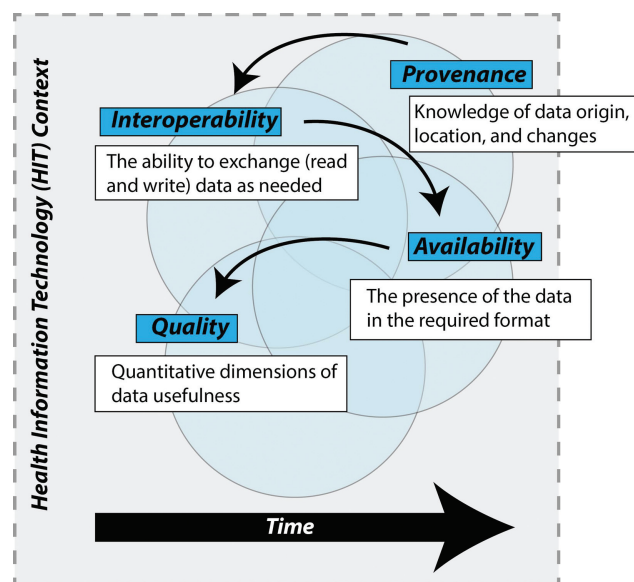 Health Information Technology (HIT) Context
Provenance
Knowledge of data origin,
location, and changes
Interoperability
The ability to exchange (read
and write) data as needed
Availability
The presence of the data
in the required format
Quality
Quantitative dimensions of
data usefulness
Time